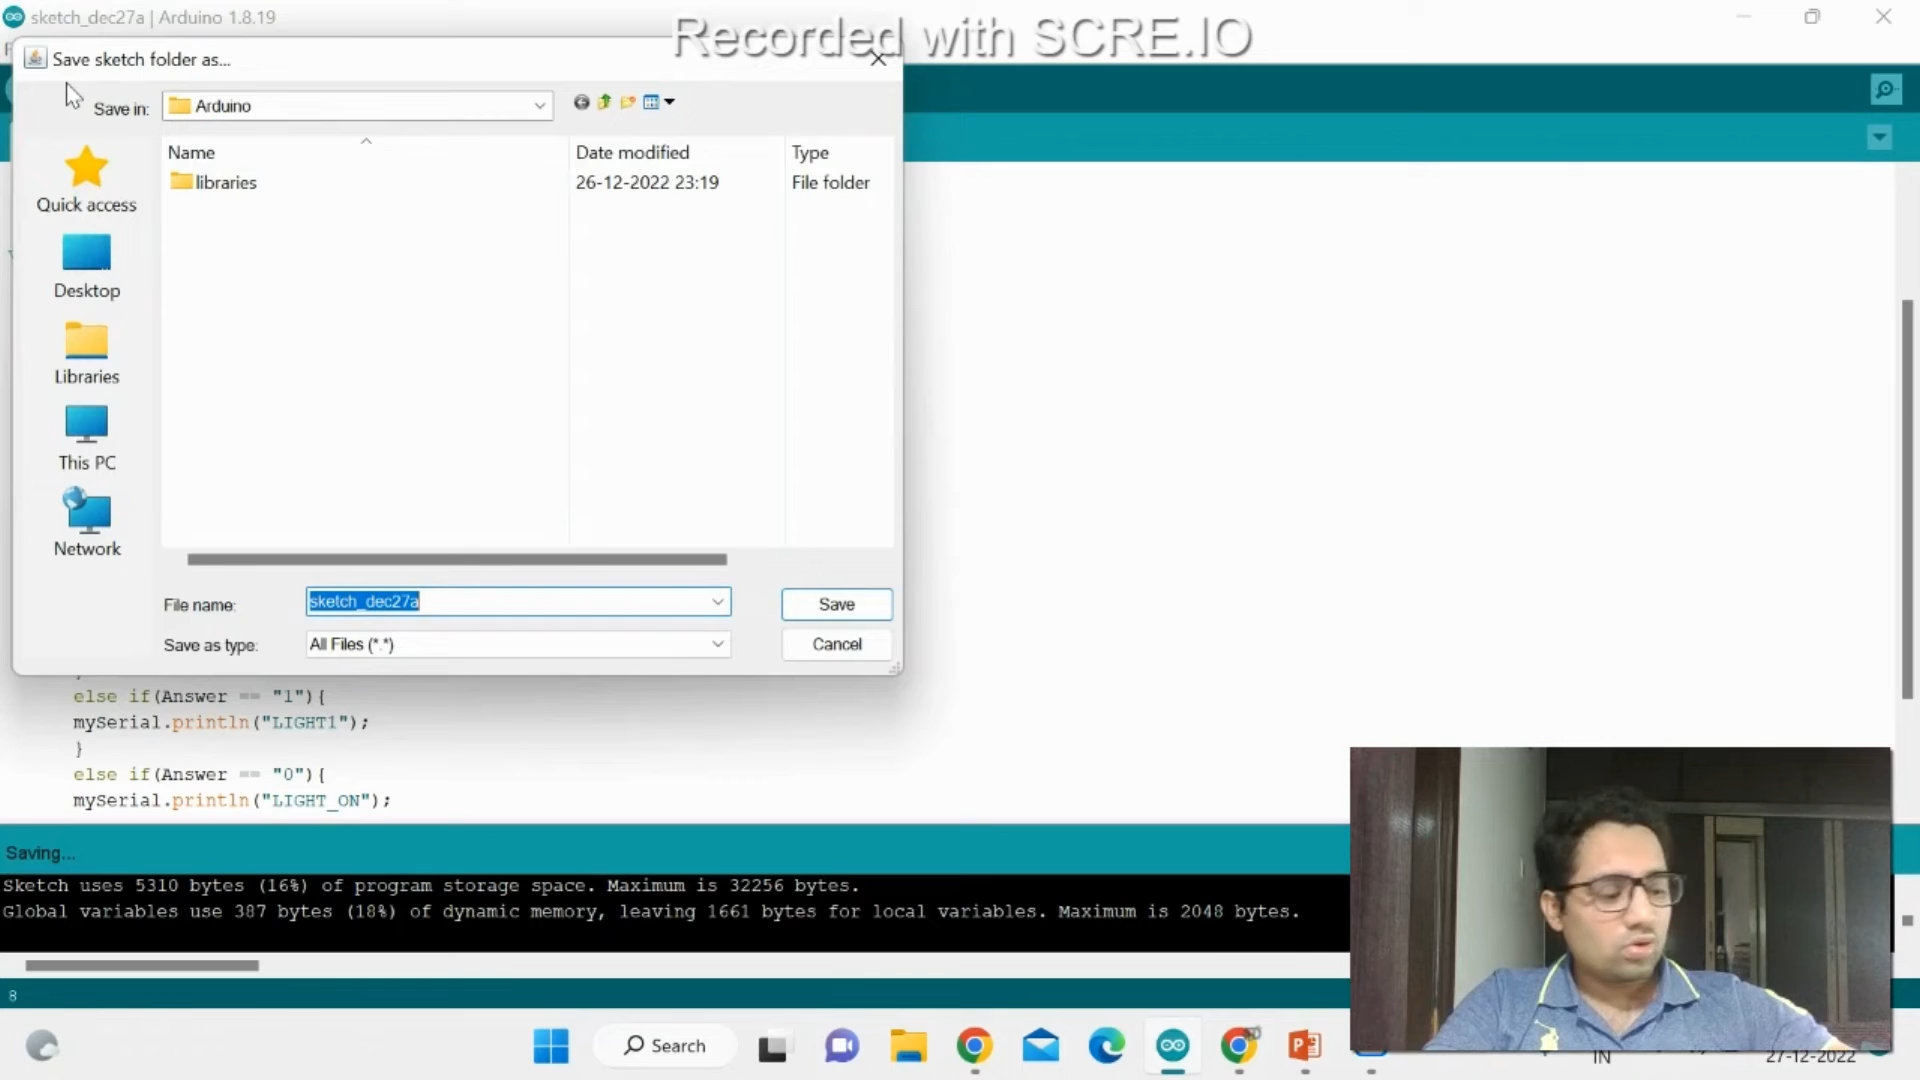 sketch_dec27a | Arduino 1.8.19
Recorded with SCRE.IO
Save sketch folder as...
Save in:
Arduino
Name
Date modified
Type
libraries
26-12-2022 23:19
File folder
Quick access
Desktop
Libraries
This PC
Network
File name:
sketch_dec27a
Save
Save as type:
All Files (*.*)
Cancel
else if(Answer == "1"){
mySerial.println("LIGHT1");
}
else if(Answer == "0"){
mySerial.println("LIGHT_ON");
Saving...
Sketch uses 5310 bytes (16%) of program storage space. Maximum is 32256 bytes.
Global variables use 387 bytes (18%) of dynamic memory, leaving 1661 bytes for local variables. Maximum is 2048 bytes.
8
Search
IN
27-12-2022